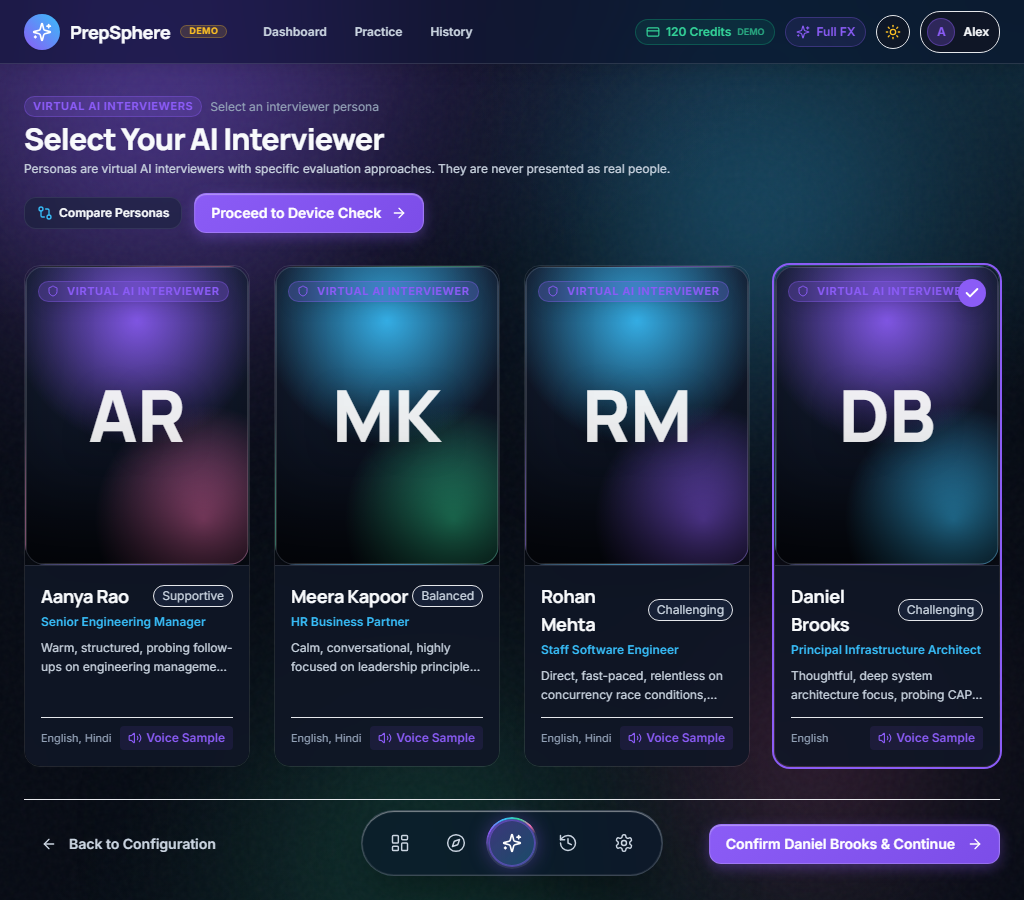 PrepSphere DEMO Dashboard Practice History 120 Credits DEMO Full FX A Alex
VIRTUAL AI INTERVIEWERS Select an interviewer persona
Select Your AI Interviewer
Personas are virtual AI interviewers with specific evaluation approaches. They are never presented as real people.
Compare Personas Proceed to Device Check
VIRTUAL AI INTERVIEWER
AR
Aanya Rao Supportive
Senior Engineering Manager
Warm, structured, probing follow-
ups on engineering manageme...
English, Hindi Voice Sample
VIRTUAL AI INTERVIEWER
MK
Meera Kapoor Balanced
HR Business Partner
Calm, conversational, highly
focused on leadership principle...
English, Hindi Voice Sample
VIRTUAL AI INTERVIEWER
RM
Rohan
Mehta
Challenging
Staff Software Engineer
Direct, fast-paced, relentless on
concurrency race conditions,...
English, Hindi Voice Sample
VIRTUAL AI INTERVIEWE
DB
Daniel
Brooks
Challenging
Principal Infrastructure Architect
Thoughtful, deep system
architecture focus, probing CAP...
English Voice Sample
Back to Configuration Confirm Daniel Brooks & Continue